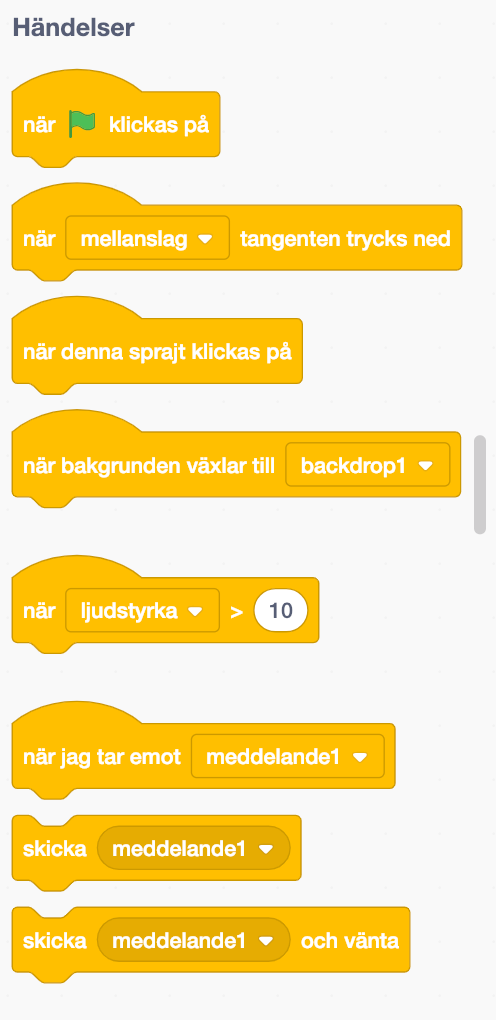 Händelser
när klickas på
när mellanslag tangenten trycks ned
när denna sprajt klickas på
när bakgrunden växlar till backdrop1
när ljudstyrka > 10
när jag tar emot meddelande1
skicka meddelande1
skicka meddelande1 och vänta